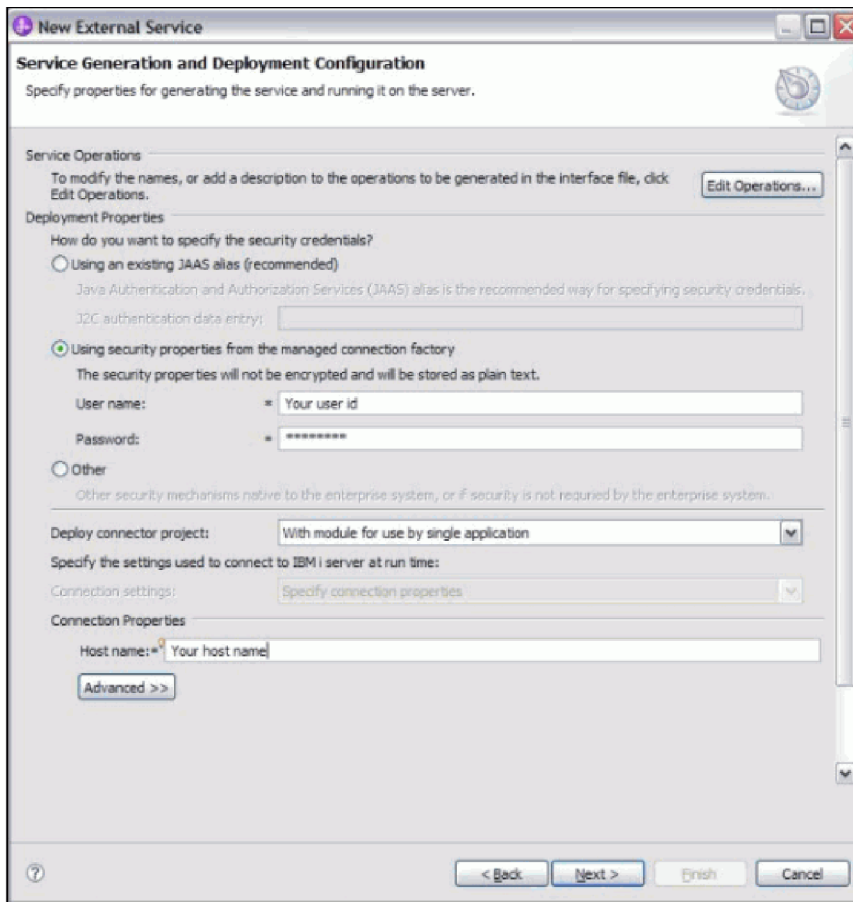 New External Service
Service Generation and Deployment Configuration
Specify properties for generating the service and running it on the server.
Service Operations
To modify the names, or add a description to the operations to be generated in the interface file, click
Edit Operations.
Edit Operations...
Deployment Properties
How do you want to specify the security credentials?
Using an existing JAAS alias (recommended)
Java Authentication and Authorization Services (JAAS) alias is the recommended way for specifying security credentials.
J2C authentication data entry:
Using security properties from the managed connection factory
The security properties will not be encrypted and will be stored as plain text.
User name: * Your user id
Password: * ********
Other
Other security mechanisms native to the enterprise system, or if security is not requried by the enterprise system.
Deploy connector project: With module for use by single application
Specify the settings used to connect to IBM i server at run time:
Connection settings: Specify connection properties
Connection Properties
Host name:* Your host name
Advanced >>
? < Back Next > Finish Cancel